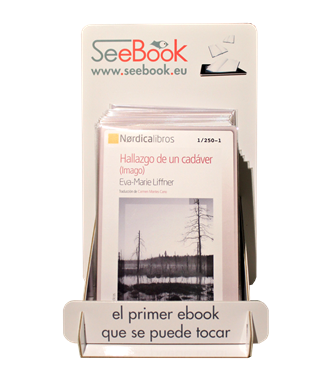 SeeBook
www.seebook.eu
Nørdicalibros
1/250-1
Hallazgo de un cadáver
(Imago)
Eva-Marie Liffner
el primer ebook
que se puede tocar